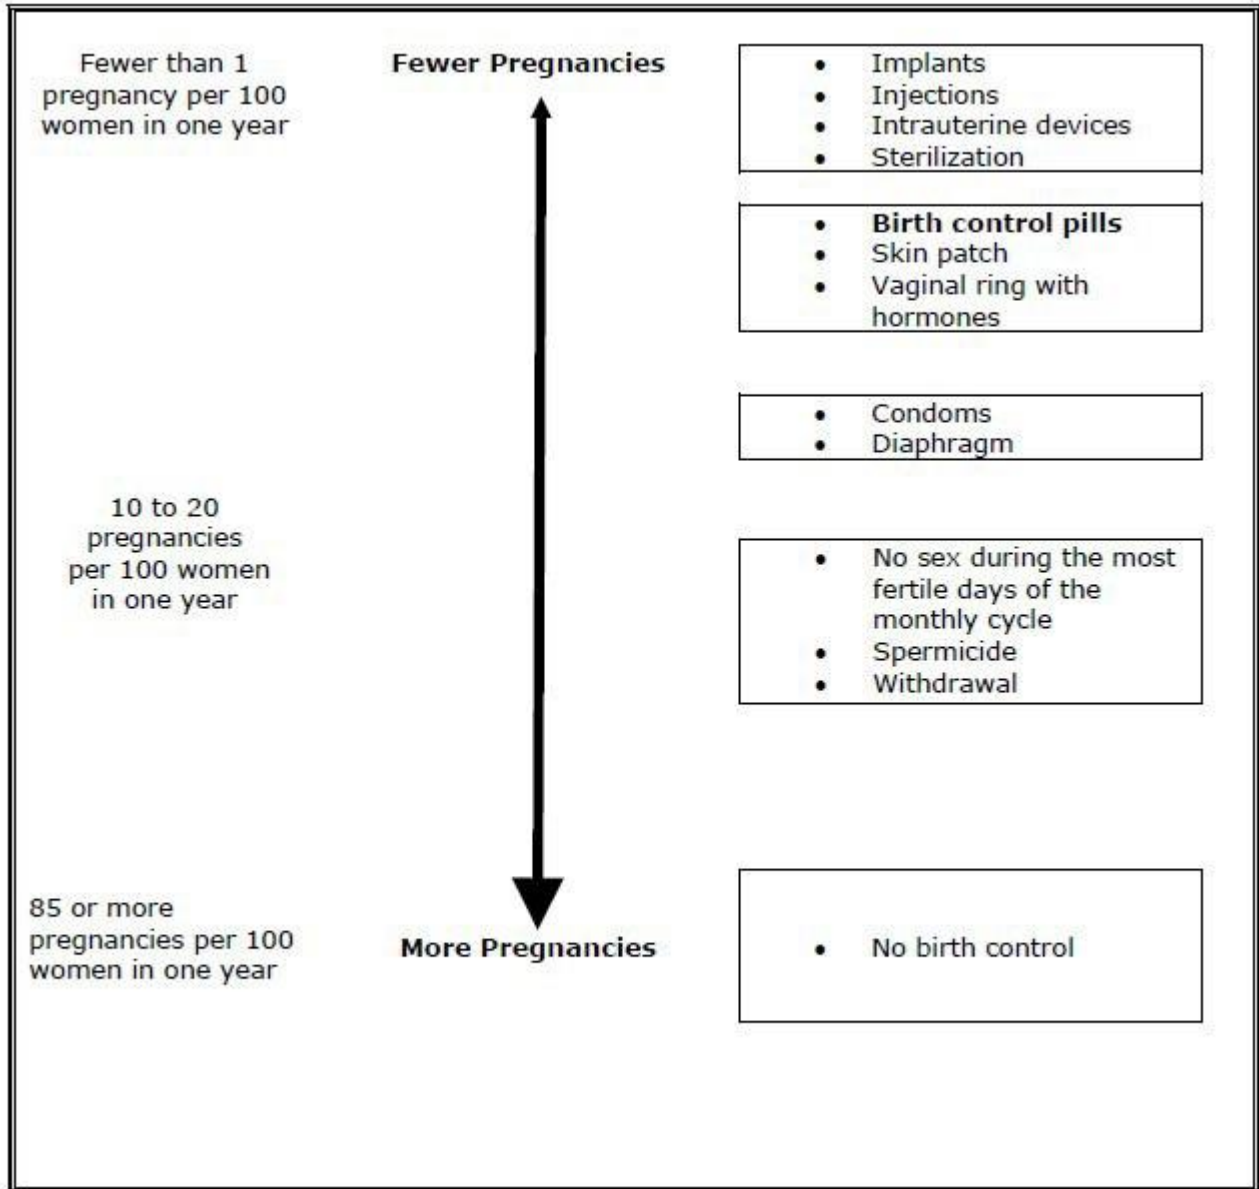 Fewer than 1
pregnancy per 100
women in one year
Fewer Pregnancies
• Implants
• Injections
• Intrauterine devices
• Sterilization
• Birth control pills
• Skin patch
• Vaginal ring with
hormones
• Condoms
• Diaphragm
10 to 20
pregnancies
per 100 women
in one year
• No sex during the most
fertile days of the
monthly cycle
• Spermicide
• Withdrawal
85 or more
pregnancies per 100
women in one year
More Pregnancies
• No birth control